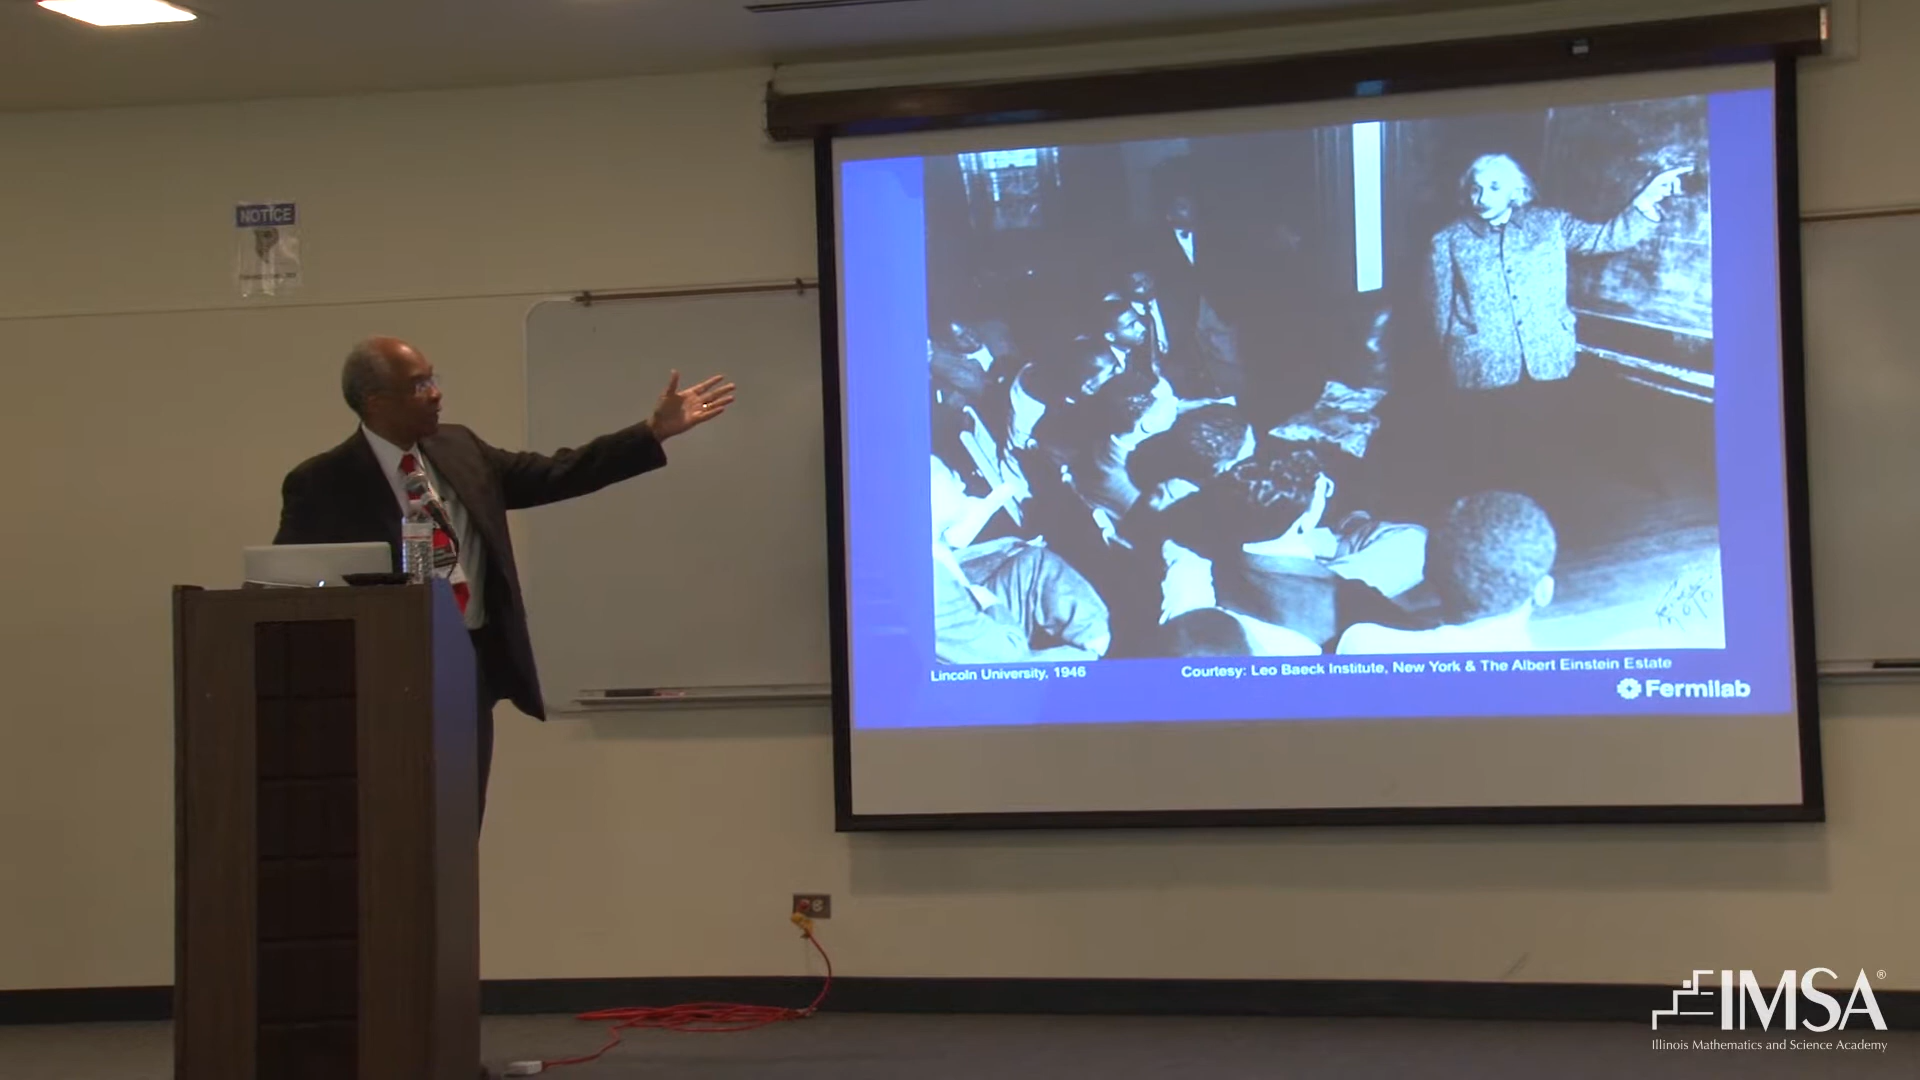 NOTICE
Lincoln University, 1946
Courtesy: Leo Baeck Institute, New York & The Albert Einstein Estate
Fermilab
IMSA®
Illinois Mathematics and Science Academy